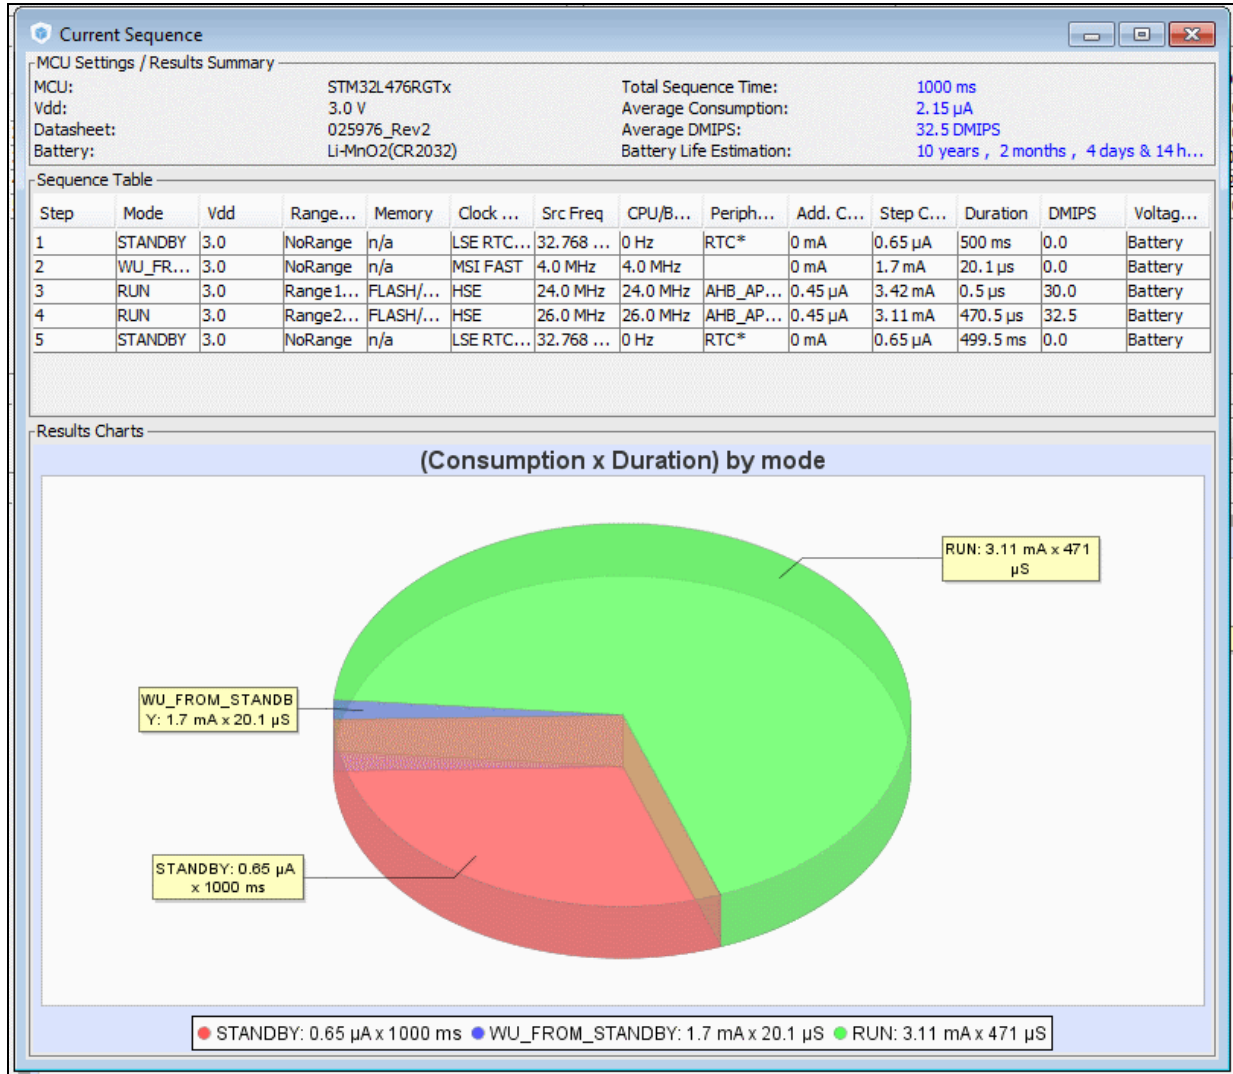 Current Sequence
MCU Settings / Results Summary
MCU: STM32L476RGTx Total Sequence Time: 1000 ms
Vdd: 3.0 V Average Consumption: 2.15 µA
Datasheet: 025976_Rev2 Average DMIPS: 32.5 DMIPS
Battery: Li-MnO2(CR2032) Battery Life Estimation: 10 years , 2 months , 4 days & 14 h...
Sequence Table
Step Mode Vdd Range... Memory Clock ... Src Freq CPU/B... Periph... Add. C... Step C... Duration DMIPS Voltag...
1 STANDBY 3.0 NoRange n/a LSE RTC... 32.768 ... 0 Hz RTC* 0 mA 0.65 µA 500 ms 0.0 Battery
2 WU_FR... 3.0 NoRange n/a MSI FAST 4.0 MHz 4.0 MHz 0 mA 1.7 mA 20.1 µs 0.0 Battery
3 RUN 3.0 Range1... FLASH/... HSE 24.0 MHz 24.0 MHz AHB_AP... 0.45 µA 3.42 mA 0.5 µs 30.0 Battery
4 RUN 3.0 Range2... FLASH/... HSE 26.0 MHz 26.0 MHz AHB_AP... 0.45 µA 3.11 mA 470.5 µs 32.5 Battery
5 STANDBY 3.0 NoRange n/a LSE RTC... 32.768 ... 0 Hz RTC* 0 mA 0.65 µA 499.5 ms 0.0 Battery
Results Charts
(Consumption x Duration) by mode
RUN: 3.11 mA x 471
µS
WU_FROM_STANDB
Y: 1.7 mA x 20.1 µS
STANDBY: 0.65 µA
x 1000 ms
STANDBY: 0.65 µA x 1000 ms WU_FROM_STANDBY: 1.7 mA x 20.1 µS RUN: 3.11 mA x 471 µS